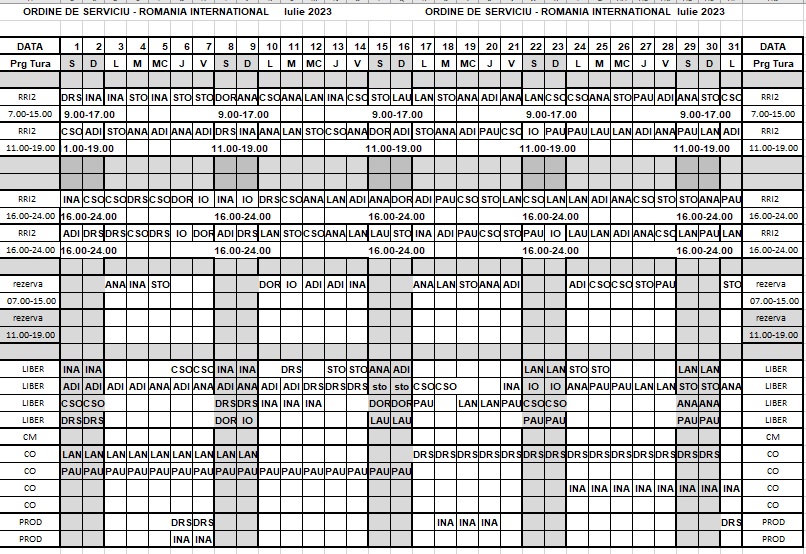 ORDINE DE SERVICIU - ROMANIA INTERNATIONAL Iulie 2023 ORDINE DE SERVICIU - ROMANIA INTERNATIONAL Iulie 2023
DATA 1 2 3 4 5 6 7 8 9 10 11 12 13 14 15 16 17 18 19 20 21 22 23 24 25 26 27 28 29 30 31 DATA
Prg Tura S D L M MC J V S D L M MC J V S D L M MC J V S D L M MC J V S D L Prg Tura
RRI2 DRS INA INA STO INA STO STO DOR ANA CSO ANA LAN INA CSO STO LAU LAN STO ANA ADI ANA LAN CSO CSO ANA STO PAU ADI ANA STO CSO RRI2
7.00-15.00 9.00-17.00 9.00-17.00 9.00-17.00 9.00-17.00 9.00-17.00 7.00-15.00
RRI2 CSO ADI STO ANA ADI ANA ADI DRS INA ANA LAN STO CSO ANA DOR ADI STO ANA ADI PAU CSO IO PAU PAU LAU LAN ADI ANA PAU LAN ADI RRI2
11.00-19.00 1.00-19.00 11.00-19.00 11.00-19.00 11.00-19.00 11.00-19.00 11.00-19.00
RRI2 INA CSO CSO DRS CSO DOR IO INA IO DRS CSO ANA LAN ADI ANA DOR ADI PAU CSO STO LAN CSO LAN LAN ADI ANA CSO STO STO ANA PAU RRI2
16.00-24.00 16.00-24.00 16.00-24.00 16.00-24.00 16.00-24.00 16.00-24.00 16.00-24.00
RRI2 ADI DRS DRS CSO DRS IO DOR ADI DRS LAN STO CSO ANA LAN LAU STO INA ADI PAU CSO STO PAU IO LAU LAN ADI ANA CSO LAN PAU LAN RRI2
16.00-24.00 16.00-24.00 16.00-24.00 16.00-24.00 16.00-24.00 16.00-24.00 16.00-24.00
rezerva ANA INA STO DOR IO ADI ADI INA ANA LAN STO ANA ADI ADI CSO CSO STO PAU STO rezerva
07.00-15.00 07.00-15.00
rezerva rezerva
11.00-19.00 11.00-19.00
LIBER INA INA CSO CSO INA INA DRS STO STO ANA ADI LAN LAN STO STO LAN LAN LIBER
LIBER ADI ADI ADI ADI ANA ADI ANA ADI ANA ADI ADI DRS DRS DRS sto sto CSO CSO INA IO IO ANA PAU PAU LAN LAN STO STO ANA LIBER
LIBER CSO CSO DRS DRS INA INA INA DOR DOR PAU LAN LAN PAU CSO CSO ANA ANA LIBER
LIBER DRS DRS DOR IO LAU LAU PAU PAU PAU PAU LIBER
CM CM
CO LAN LAN LAN LAN LAN LAN LAN LAN LAN DRS DRS DRS DRS DRS DRS DRS DRS DRS DRS DRS DRS DRS DRS CO
CO PAU PAU PAU PAU PAU PAU PAU PAU PAU PAU PAU PAU PAU PAU PAU PAU CO
CO INA INA INA INA INA INA INA INA CO
CO CO
PROD DRS DRS INA INA INA DRS PROD
PROD INA INA PROD